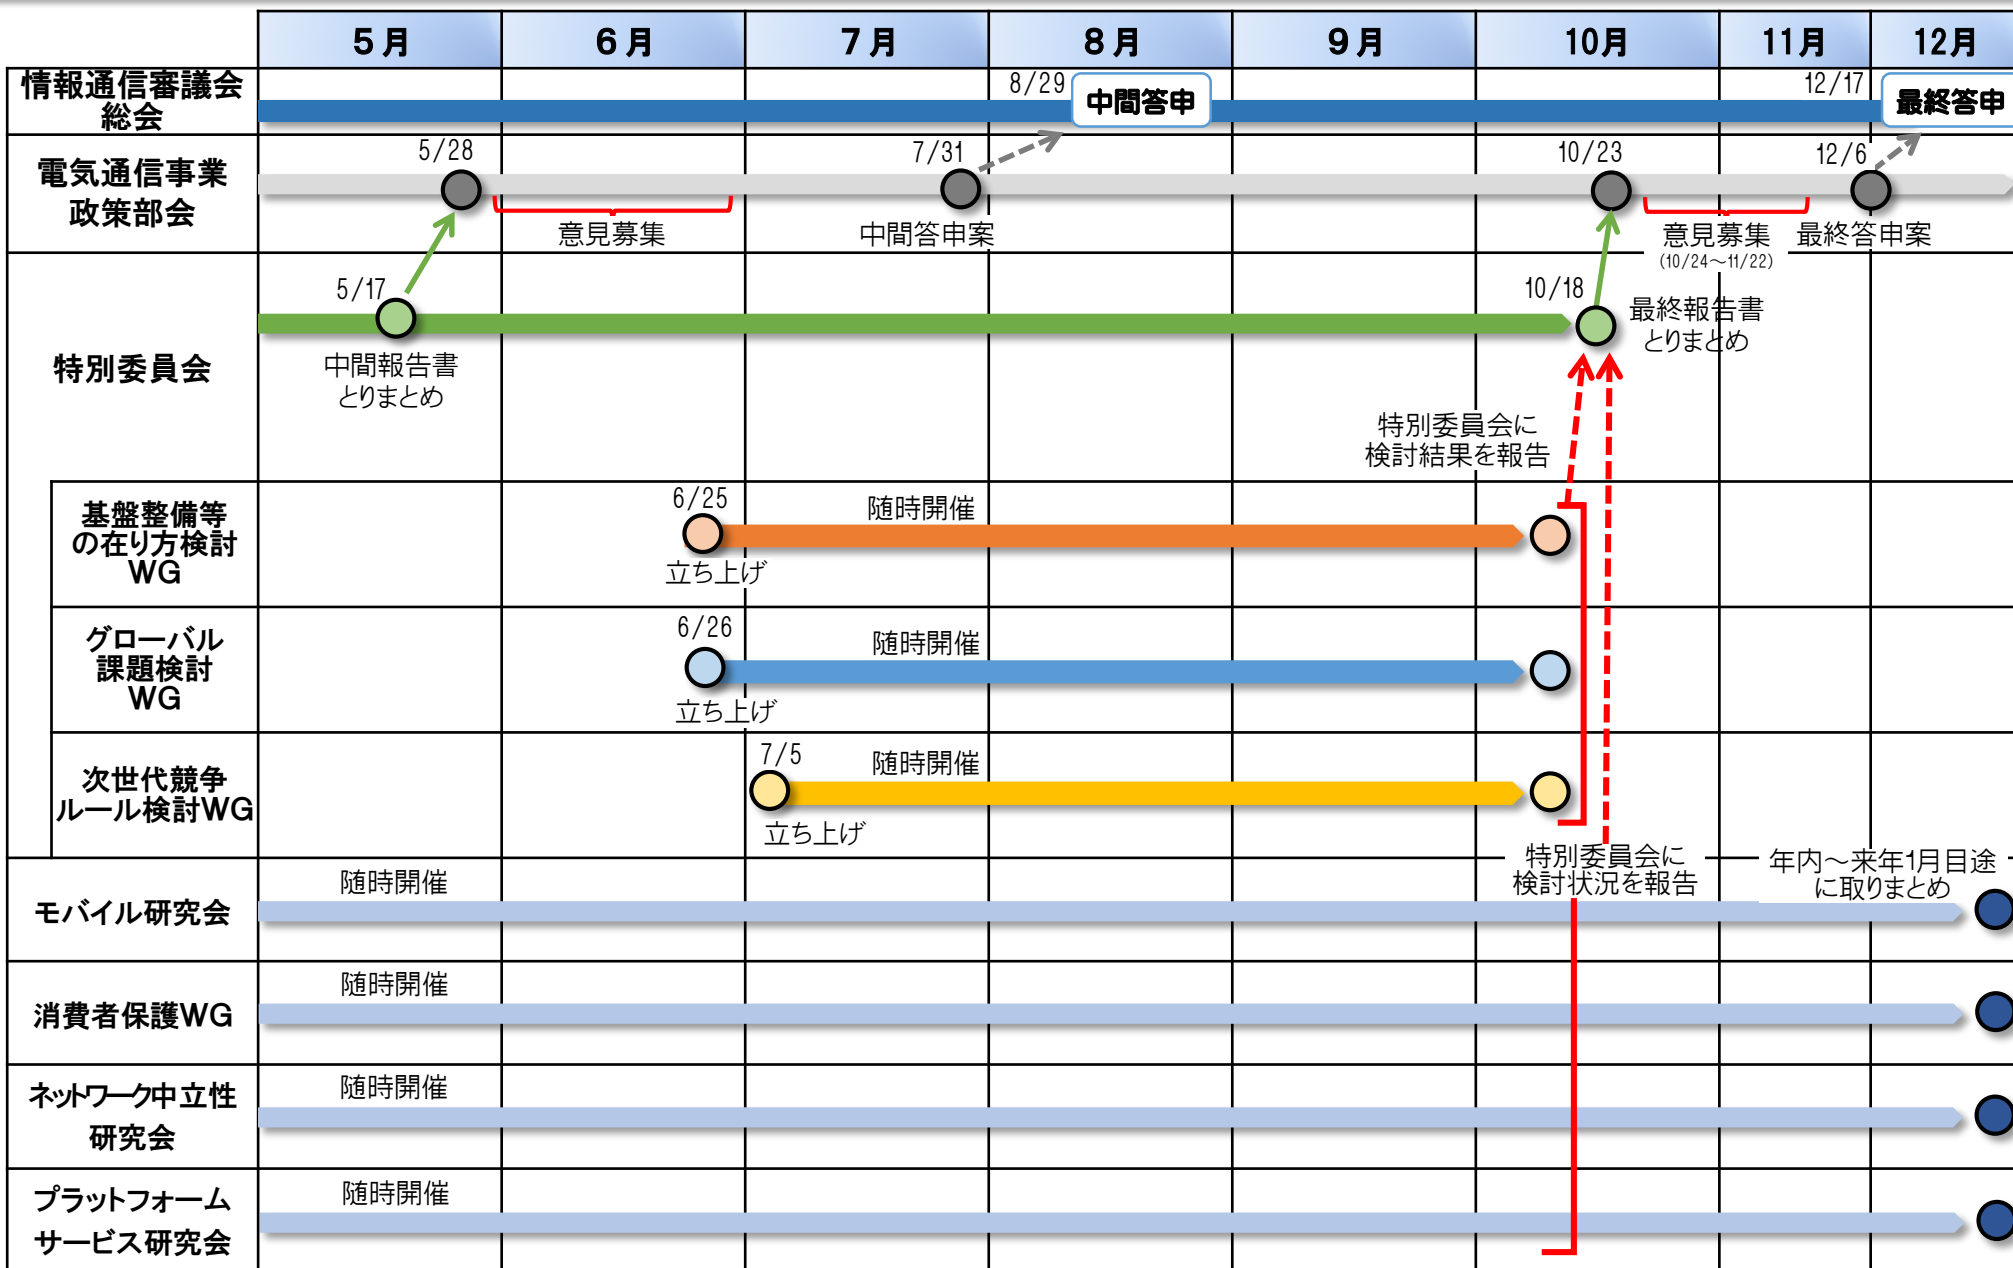 5月 6月 7月 8月 9月 10月 11月 12月
情報通信審議会
総会
8/29 中間答申
12/17 最終答申
電気通信事業
政策部会
5/28
意見募集
7/31
中間答申案
10/23
意見募集
(10/24～11/22)
12/6
最終答申案
特別委員会
5/17
中間報告書
とりまとめ
10/18
最終報告書
とりまとめ
特別委員会に
検討結果を報告
基盤整備等
の在り方検討
WG
6/25
立ち上げ
随時開催
グローバル
課題検討
WG
6/26
立ち上げ
随時開催
次世代競争
ルール検討WG
7/5
立ち上げ
随時開催
特別委員会に
検討状況を報告
年内～来年1月目途
に取りまとめ
モバイル研究会
随時開催
消費者保護WG
随時開催
ネットワーク中立性
研究会
随時開催
プラットフォーム
サービス研究会
随時開催